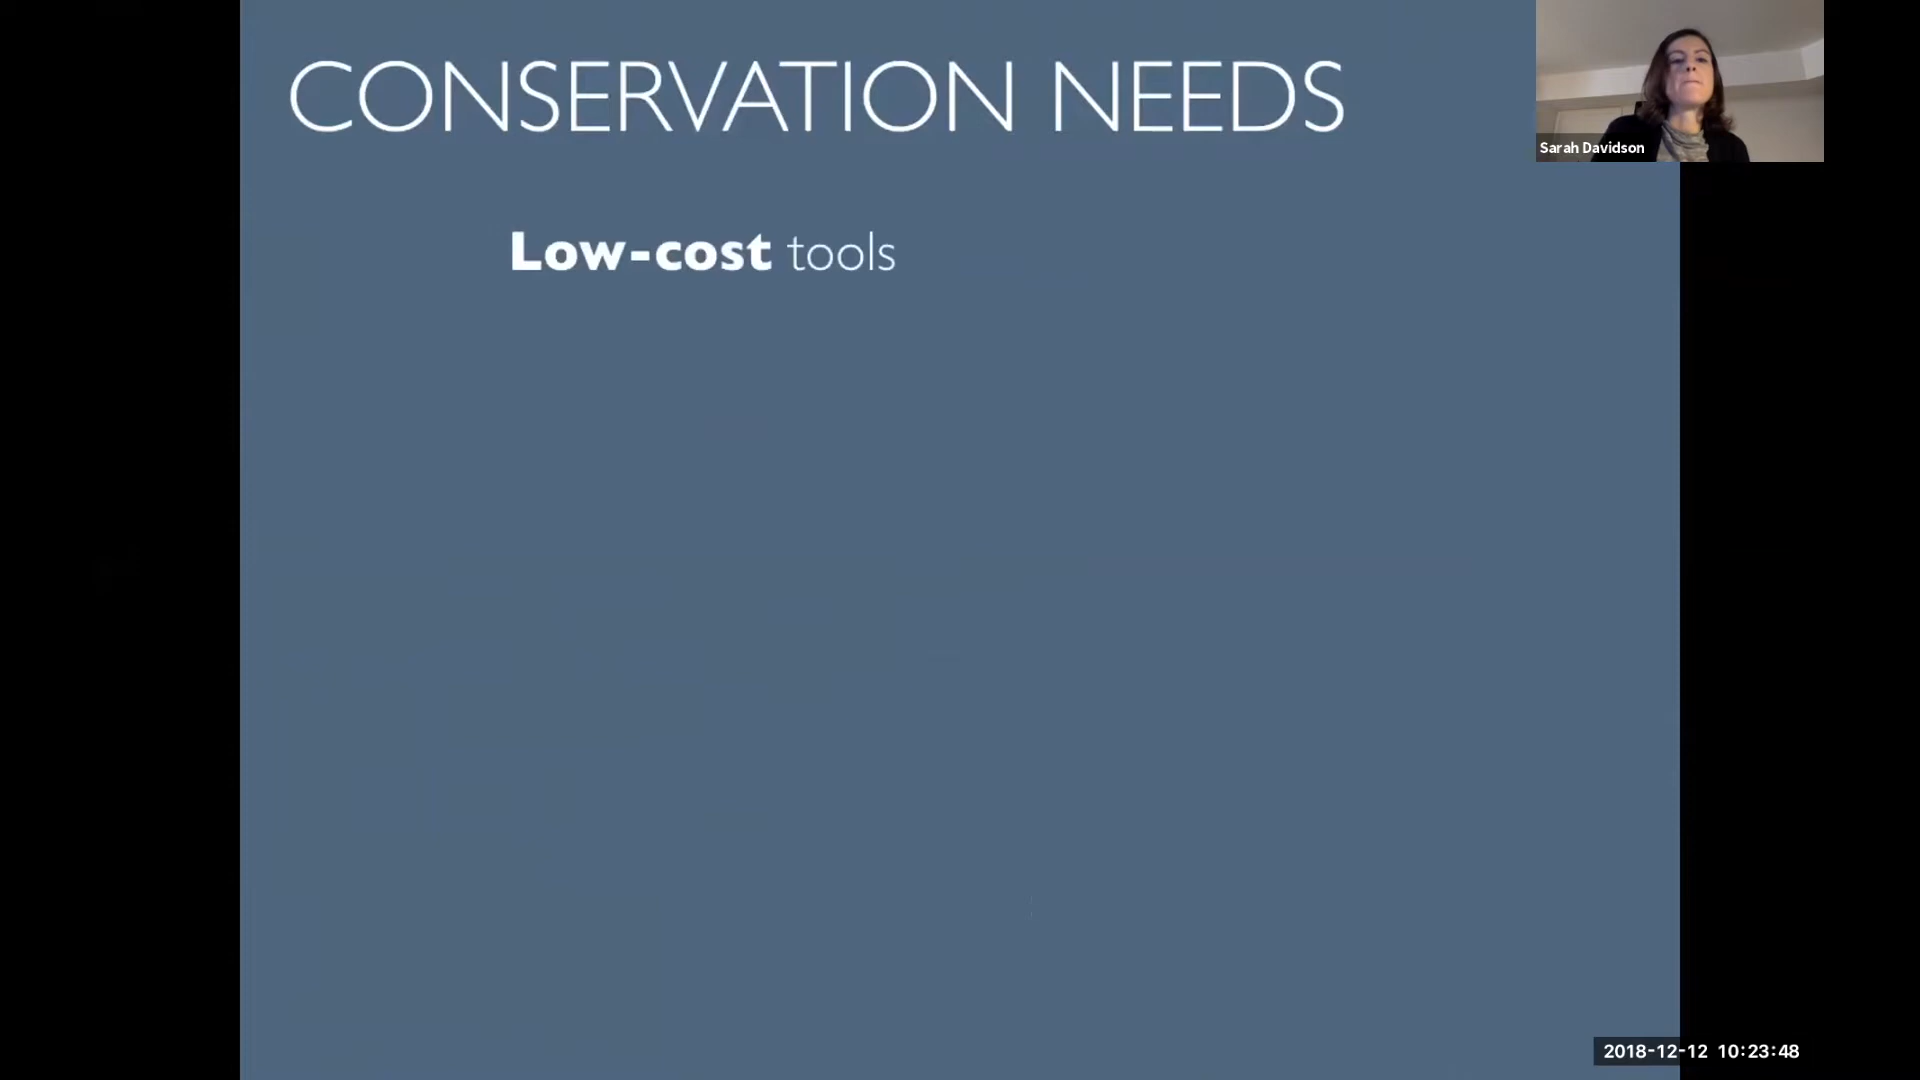 CONSERVATION NEEDS
Sarah Davidson
Low-cost tools
2018-12-12 10:23:48